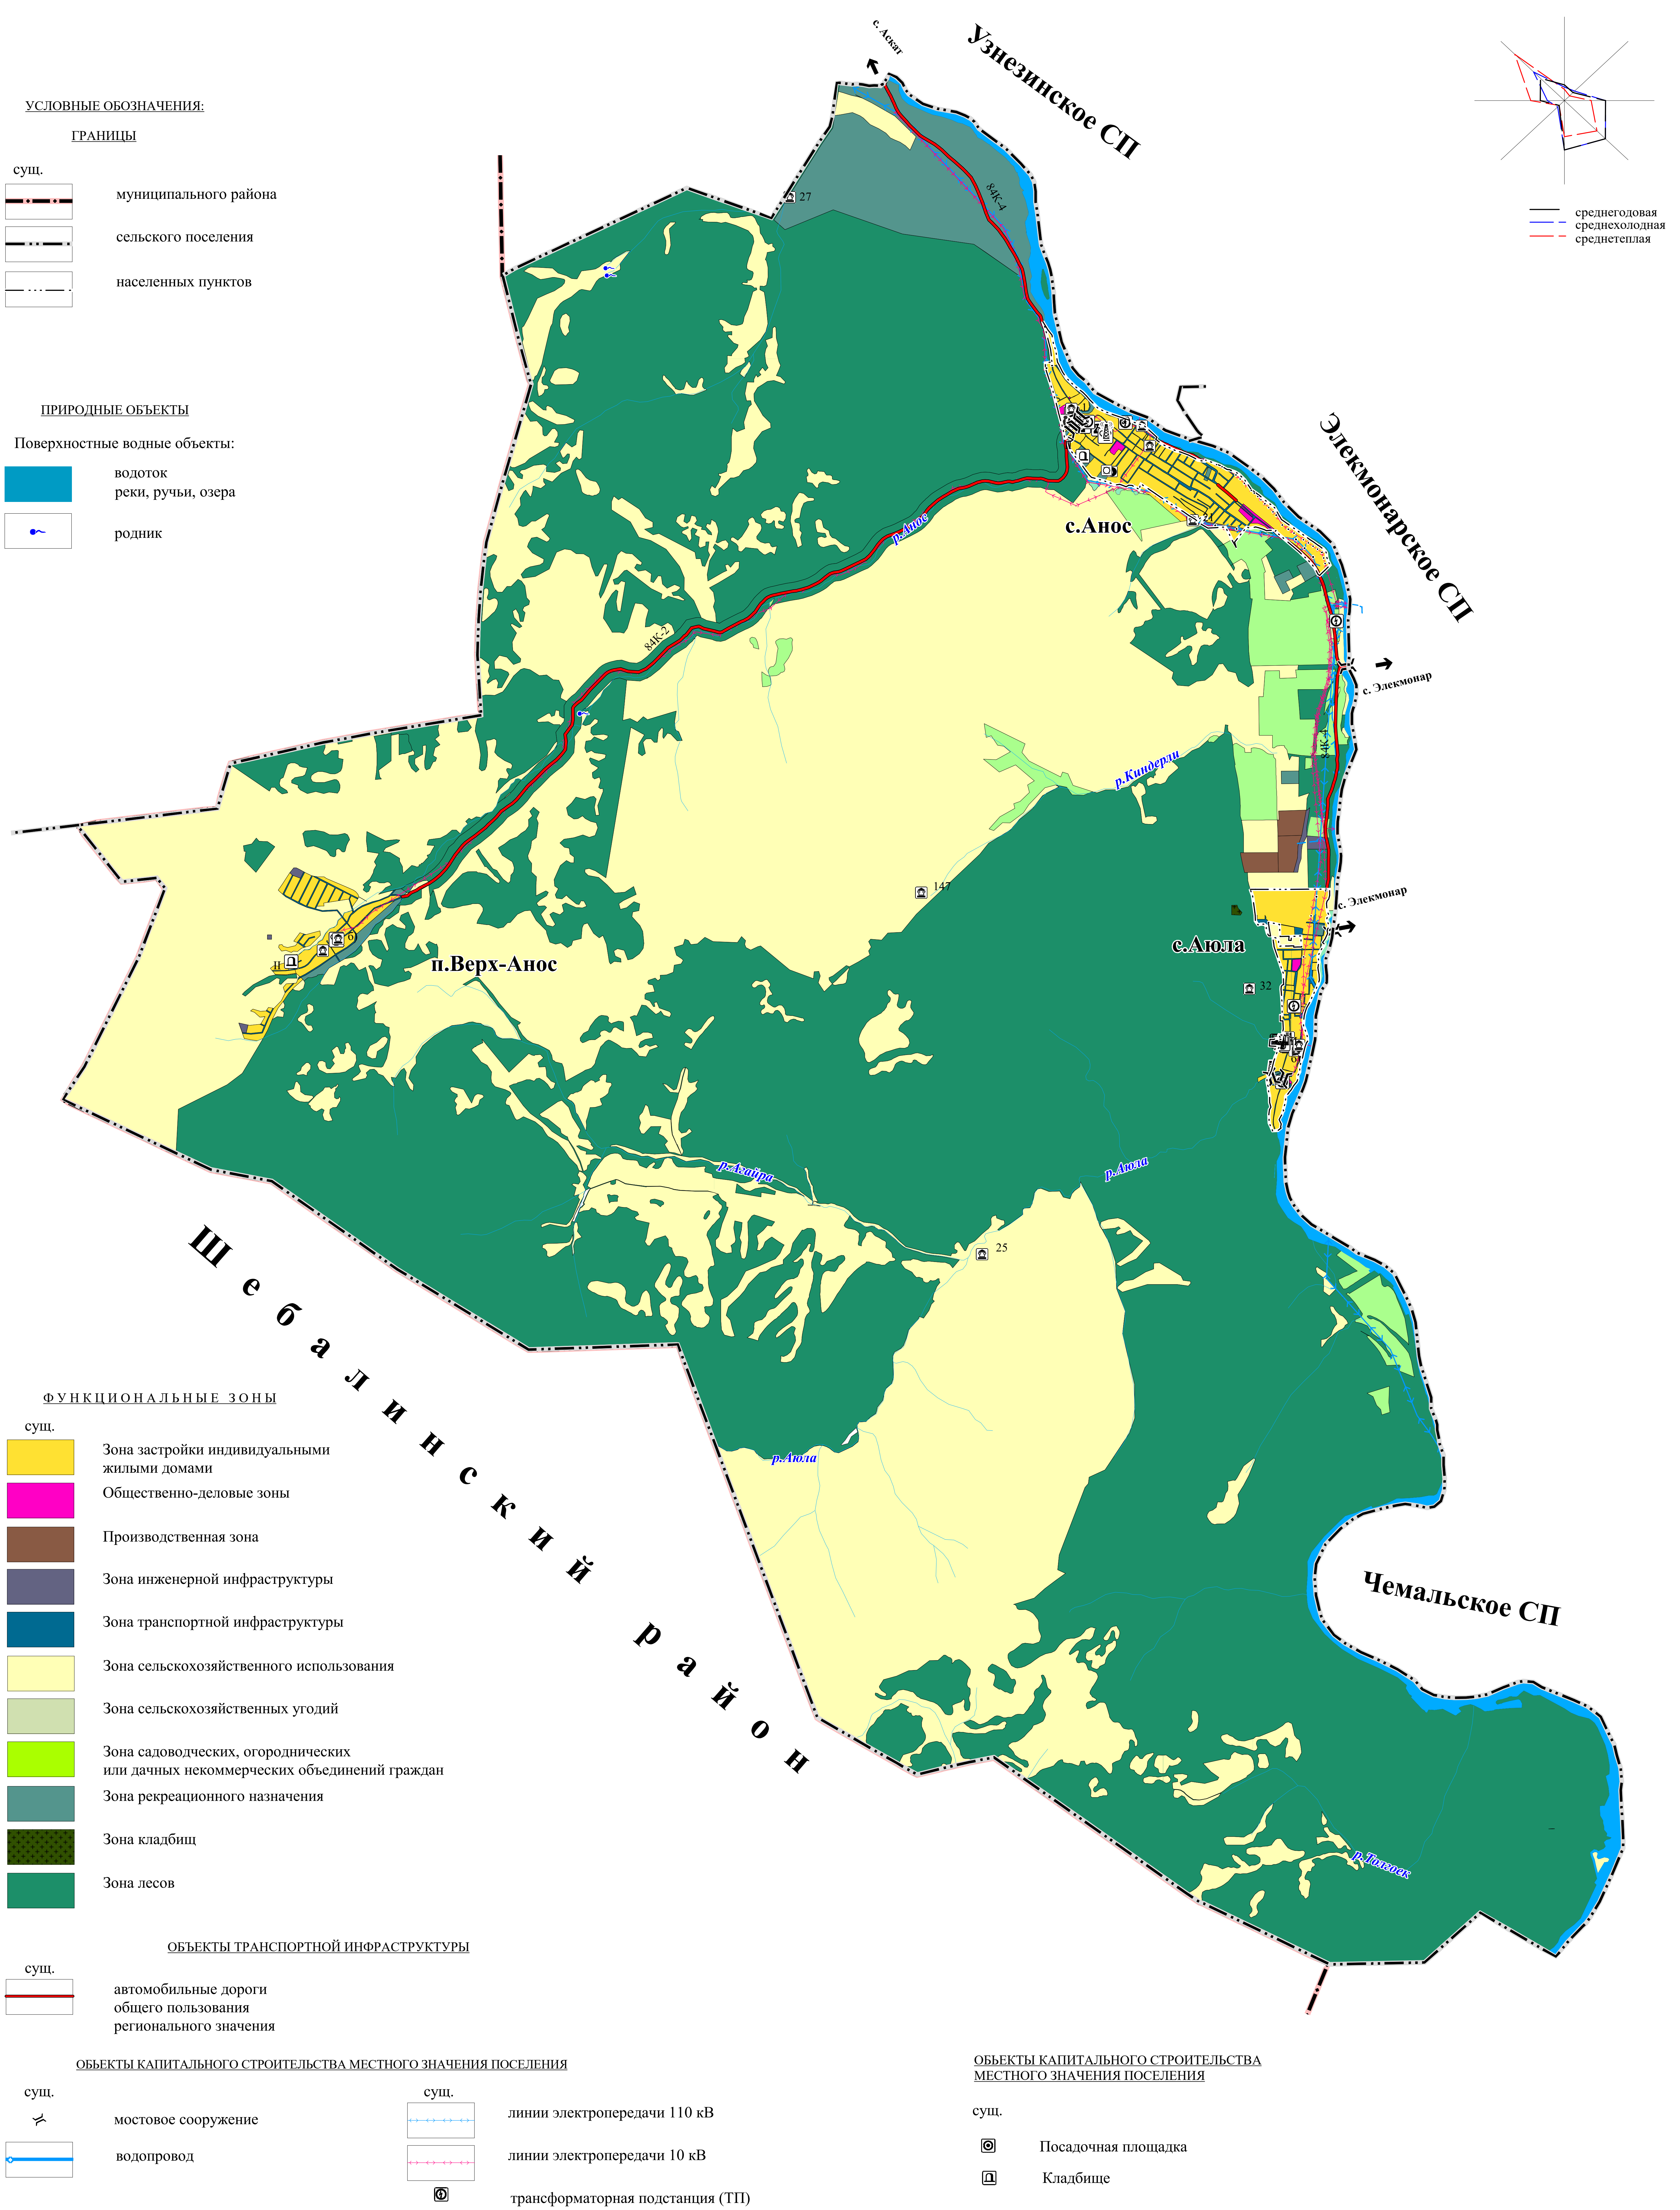 УСЛОВНЫЕ ОБОЗНАЧЕНИЯ:
ГРАНИЦЫ
сущ.
муниципального района
сельского поселения
населенных пунктов
ПРИРОДНЫЕ ОБЪЕКТЫ
Поверхностные водные объекты:
водоток
реки, ручьи, озера
родник
с. Аскат
Узнезинское СП
среднегодовая
среднехолодная
среднетеплая
27
84К-4
Элекмонарское СП
с.Анос
р.Анос
84К-2
с. Элекмонар
84К-4
р.Киндерли
147
с. Элекмонар
с.Аюла
п.Верх-Анос
II
32
р.Агайра
р.Аюла
25
Шебалинский район
р.Аюла
Чемальское СП
р.Толгоек
ФУНКЦИОНАЛЬНЫЕ ЗОНЫ
сущ.
Зона застройки индивидуальными
жилыми домами
Общественно-деловые зоны
Производственная зона
Зона инженерной инфраструктуры
Зона транспортной инфраструктуры
Зона сельскохозяйственного использования
Зона сельскохозяйственных угодий
Зона садоводческих, огороднических
или дачных некоммерческих объединений граждан
Зона рекреационного назначения
Зона кладбищ
Зона лесов
ОБЪЕКТЫ ТРАНСПОРТНОЙ ИНФРАСТРУКТУРЫ
сущ.
автомобильные дороги
общего пользования
регионального значения
ОБЬЕКТЫ КАПИТАЛЬНОГО СТРОИТЕЛЬСТВА МЕСТНОГО ЗНАЧЕНИЯ ПОСЕЛЕНИЯ
сущ.
мостовое сооружение
водопровод
сущ.
линии электропередачи 110 кВ
линии электропередачи 10 кВ
трансформаторная подстанция (ТП)
ОБЬЕКТЫ КАПИТАЛЬНОГО СТРОИТЕЛЬСТВА
МЕСТНОГО ЗНАЧЕНИЯ ПОСЕЛЕНИЯ
сущ.
Посадочная площадка
Кладбище